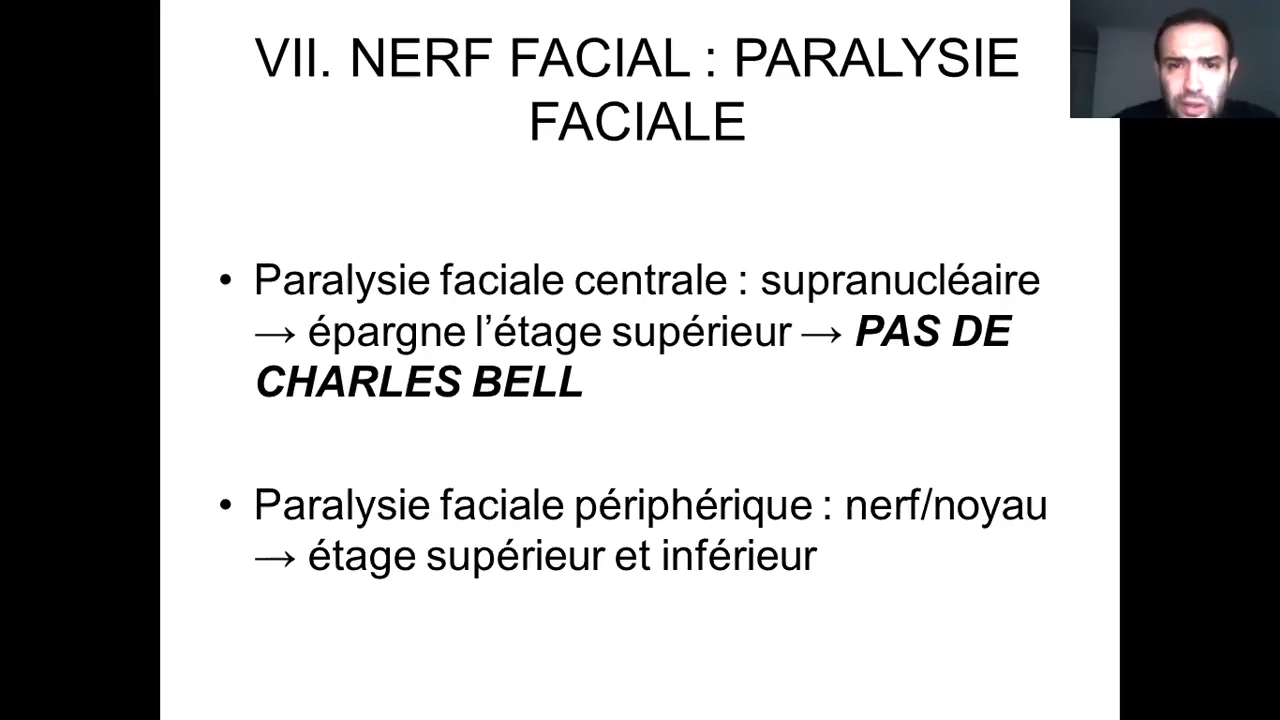 VII. NERF FACIAL : PARALYSIE
FACIALE
• Paralysie faciale centrale : supranucléaire
→ épargne l’étage supérieur → PAS DE
CHARLES BELL
• Paralysie faciale périphérique : nerf/noyau
→ étage supérieur et inférieur